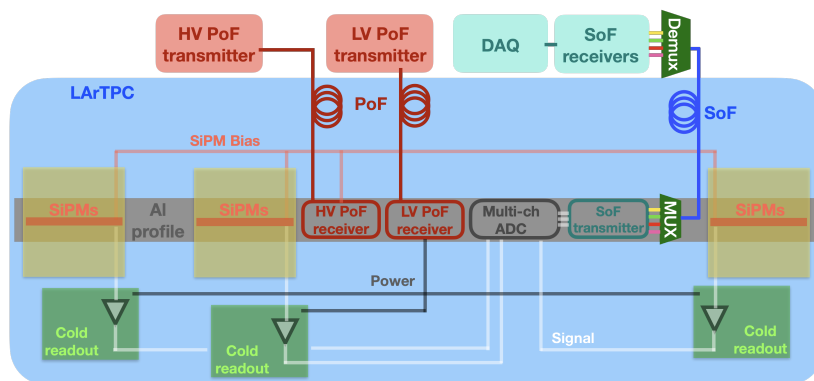 HV PoF
transmitter
LV PoF
transmitter
DAQ
SoF
receivers
Demux
LArTPC
PoF
SoF
SiPM Bias
SiPMs
Al
profile
SiPMs
HV PoF
receiver
LV PoF
receiver
Multi-ch
ADC
SoF
transmitter
MUX
SiPMs
Power
Cold
readout
Cold
readout
Signal
Cold
readout